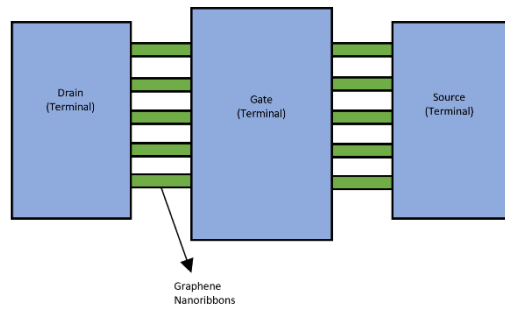 Drain
(Terminal)
Gate
(Terminal)
Source
(Terminal)
Graphene
Nanoribbons